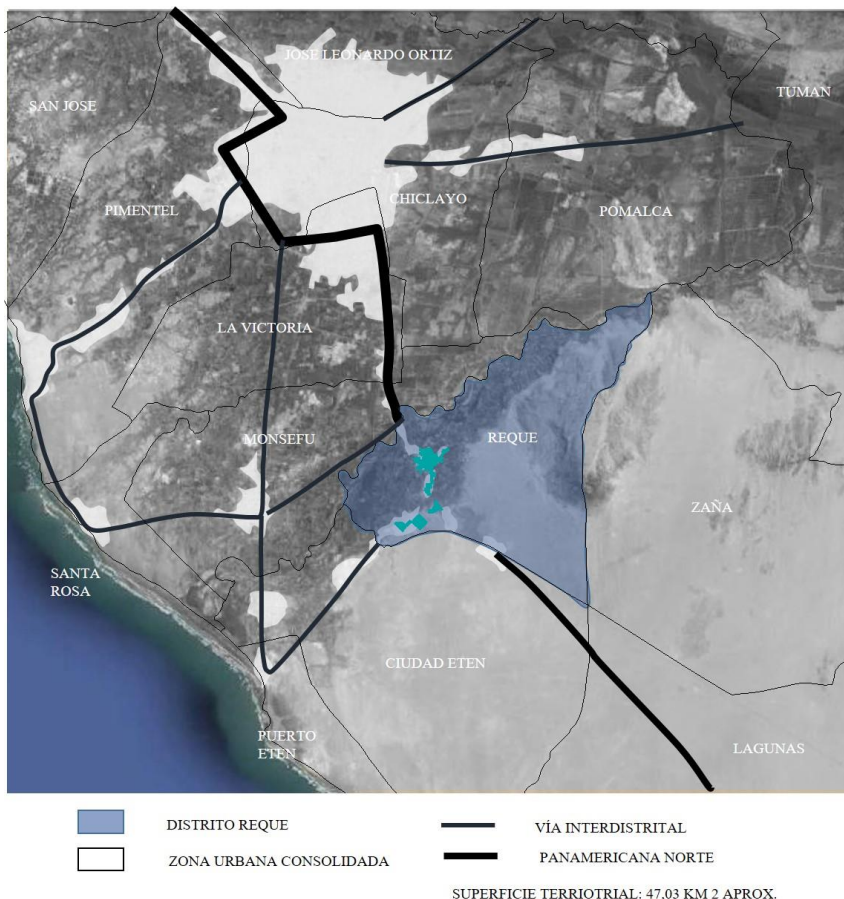 JOSE LEONARDO ORTIZ
TUMAN
SAN JOSE
CHICLAYO
PIMENTEL
POMALCA
LA VICTORIA
MONSEFU
REQUE
ZAÑA
SANTA
ROSA
CIUDAD ETEN
PUERTO
ETEN
LAGUNAS
DISTRITO REQUE
VÍA INTERDISTRITAL
ZONA URBANA CONSOLIDADA
PANAMERICANA NORTE
SUPERFICIE TERRIOTRIAL: 47.03 KM 2 APROX.